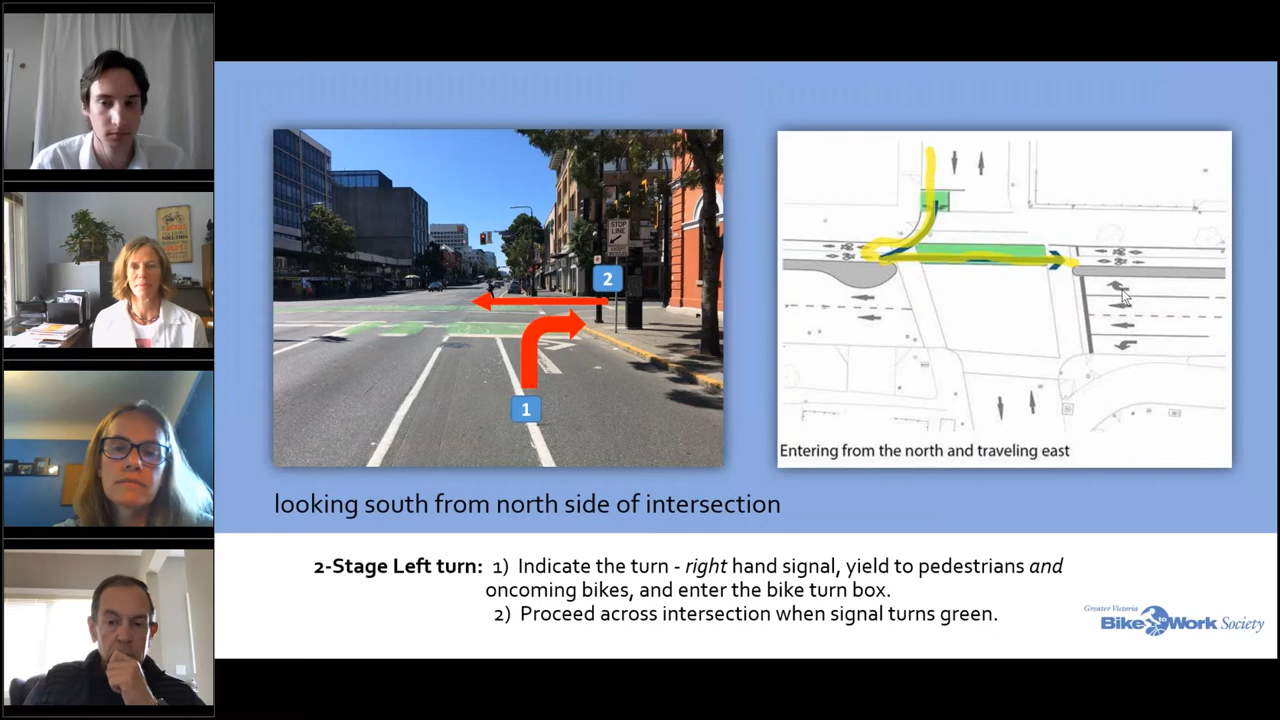 STOP
LINE
2
1
Entering from the north and traveling east
looking south from north side of intersection
2-Stage Left turn: 1) Indicate the turn - right hand signal, yield to pedestrians and
oncoming bikes, and enter the bike turn box.
2) Proceed across intersection when signal turns green.
Greater Victoria
Bike to Work Society